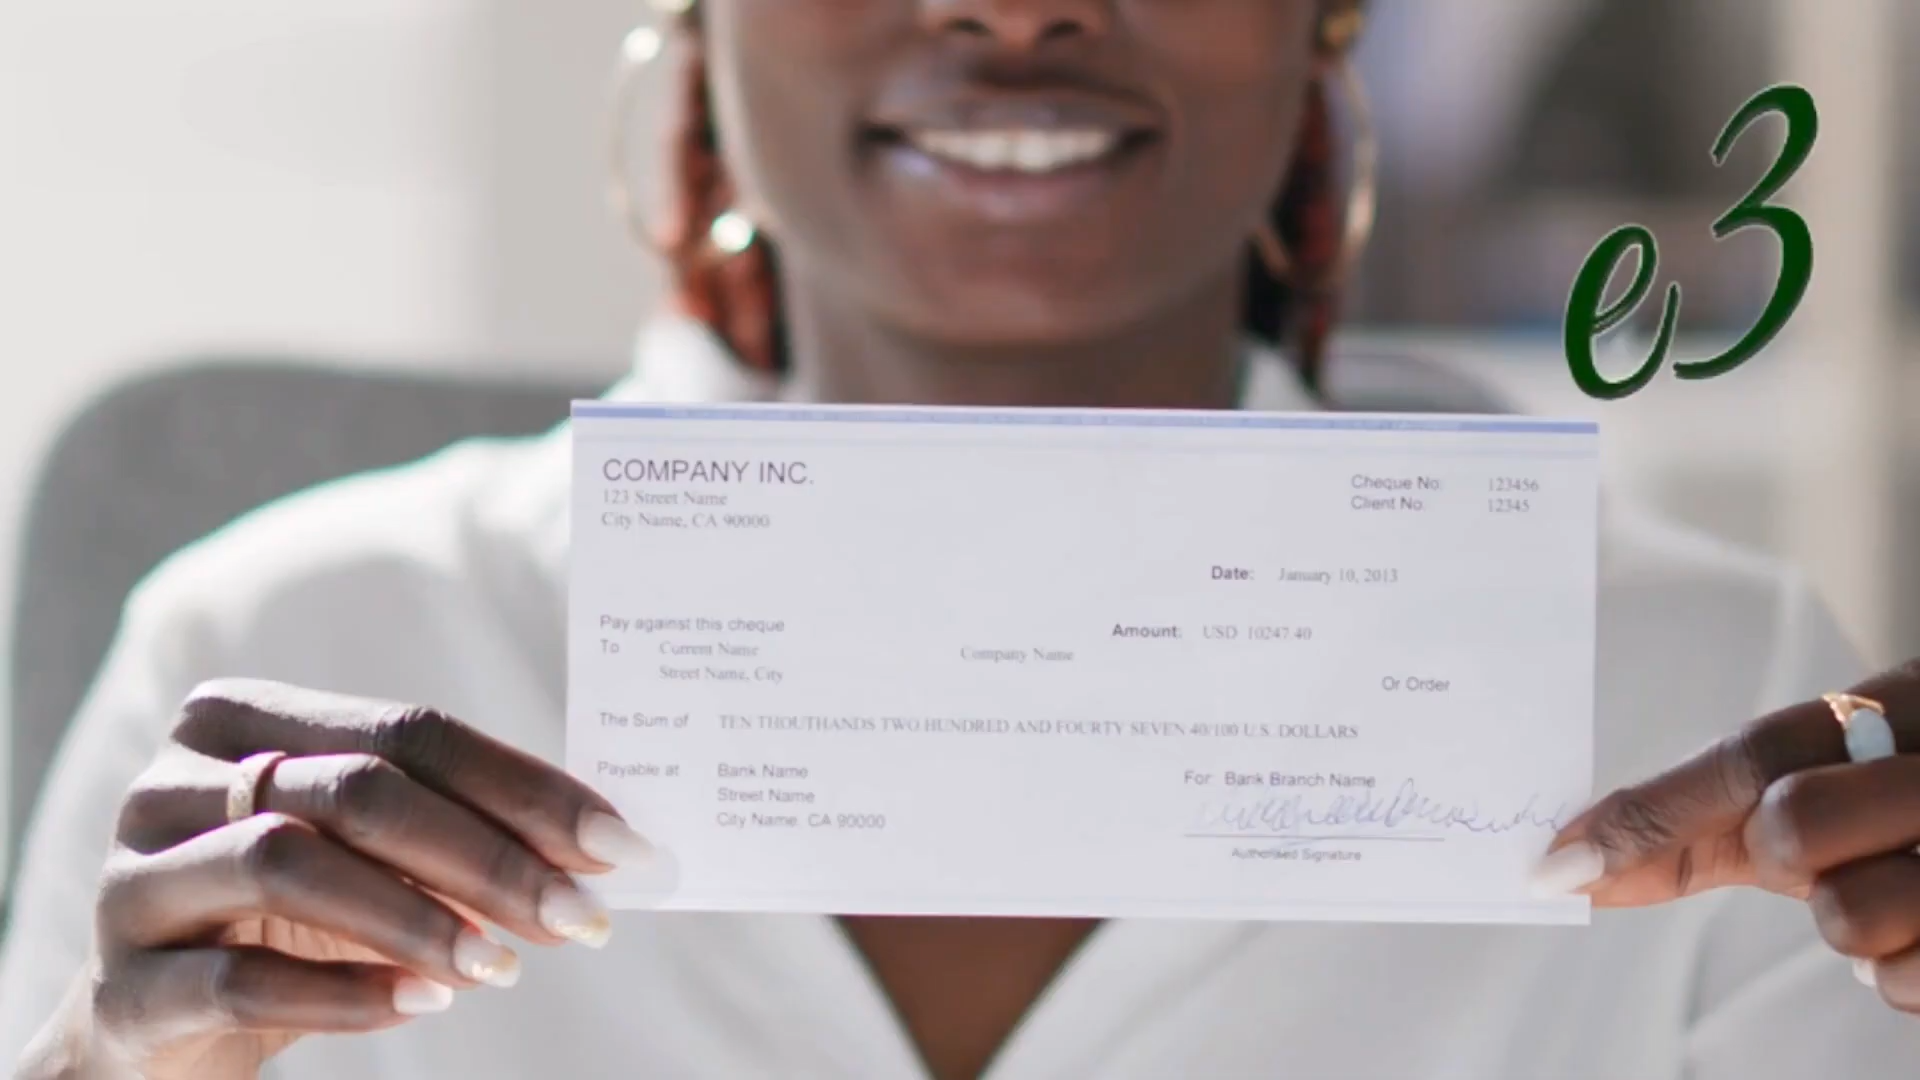 e3
COMPANY INC.
123 Street Name
City Name, CA 90000
Cheque No: 123456
Client No. 12345
Date: January 10, 2013
Pay against this cheque
To Current Name
Street Name, City
Company Name
Amount: USD 10247.40
Or Order
The Sum of TEN THOUTHANDS TWO HUNDRED AND FOURTY SEVEN 40/100 U.S. DOLLARS
Payable at Bank Name
Street Name
City Name CA 90000
For: Bank Branch Name
Authorised Signature